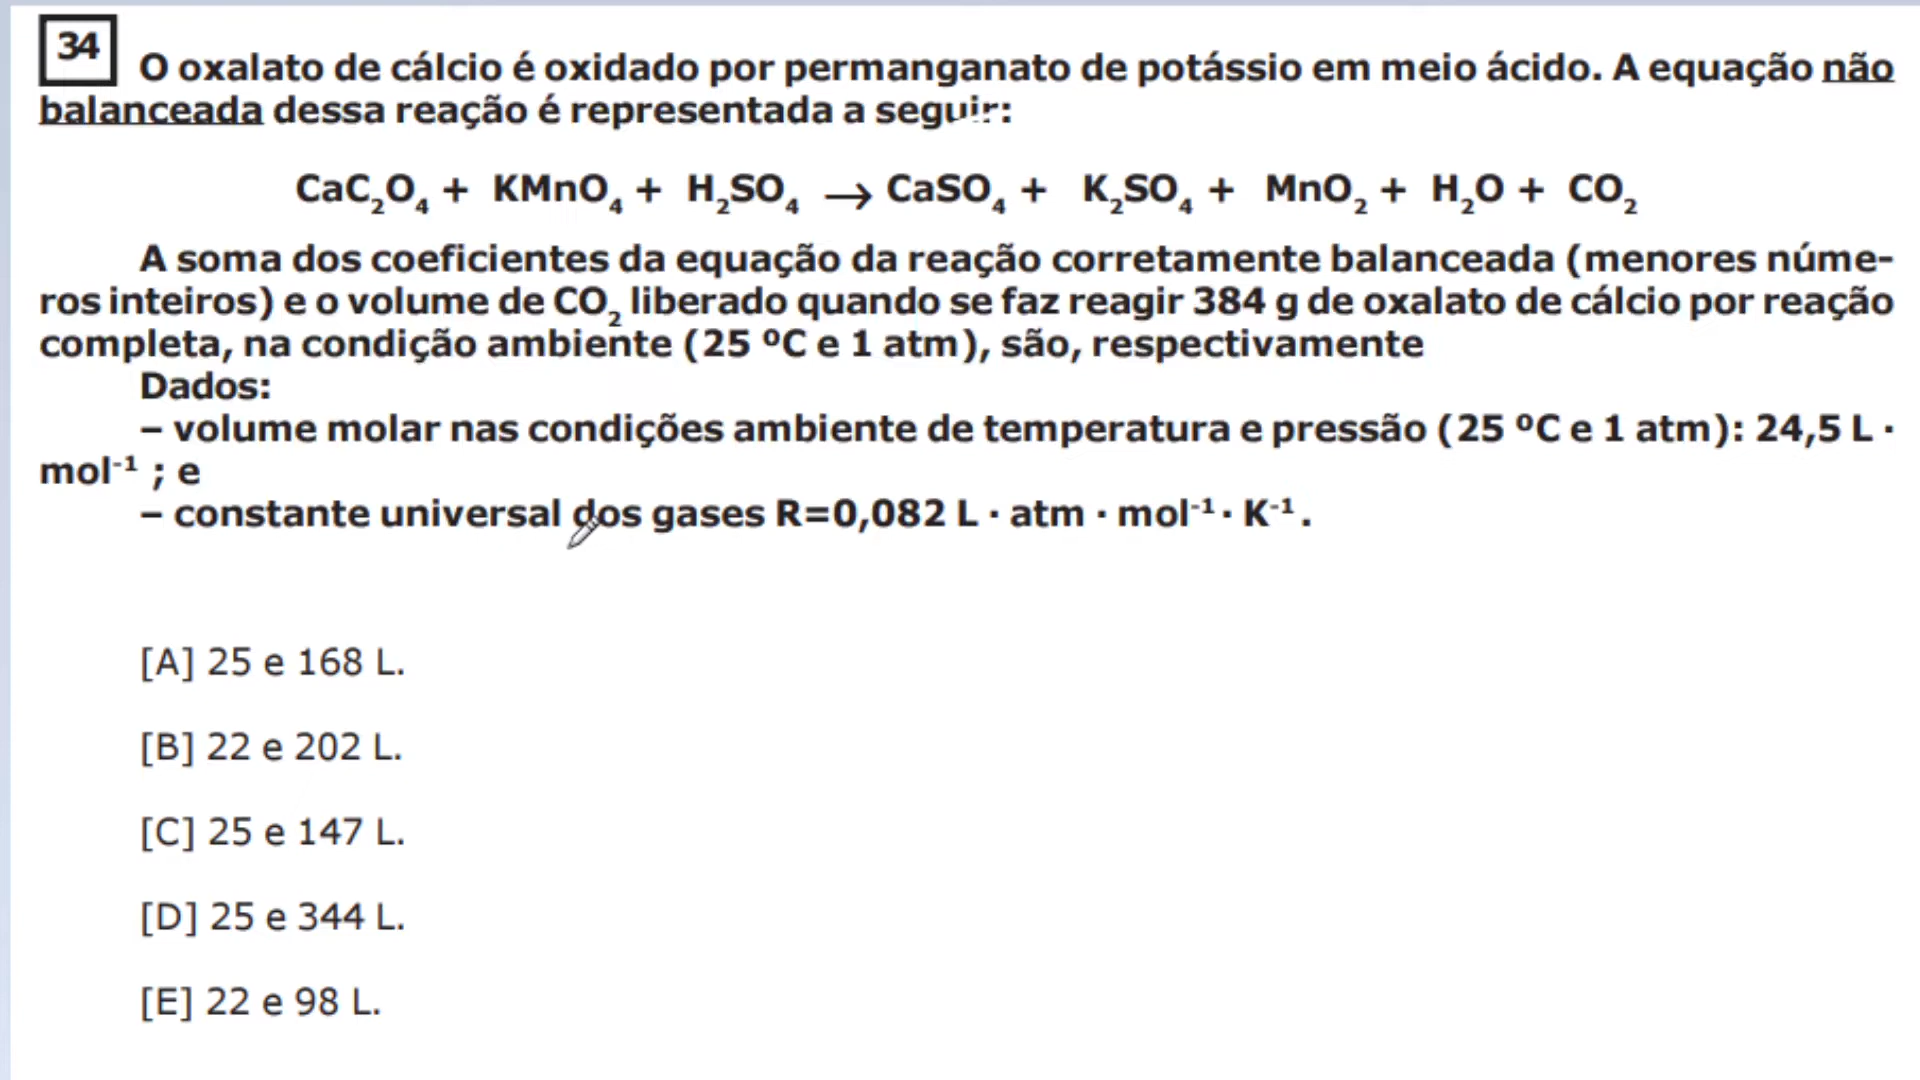 34
O oxalato de cálcio é oxidado por permanganato de potássio em meio ácido. A equação não
balanceada dessa reação é representada a seguir:
CaC₂O₄ + KMnO₄ + H₂SO₄ → CaSO₄ + K₂SO₄ + MnO₂ + H₂O + CO₂
A soma dos coeficientes da equação da reação corretamente balanceada (menores núme-
ros inteiros) e o volume de CO₂ liberado quando se faz reagir 384 g de oxalato de cálcio por reação
completa, na condição ambiente (25 ºC e 1 atm), são, respectivamente
Dados:
– volume molar nas condições ambiente de temperatura e pressão (25 ºC e 1 atm): 24,5 L ·
mol⁻¹ ; e
– constante universal dos gases R=0,082 L · atm · mol⁻¹ · K⁻¹ .
[A] 25 e 168 L.
[B] 22 e 202 L.
[C] 25 e 147 L.
[D] 25 e 344 L.
[E] 22 e 98 L.